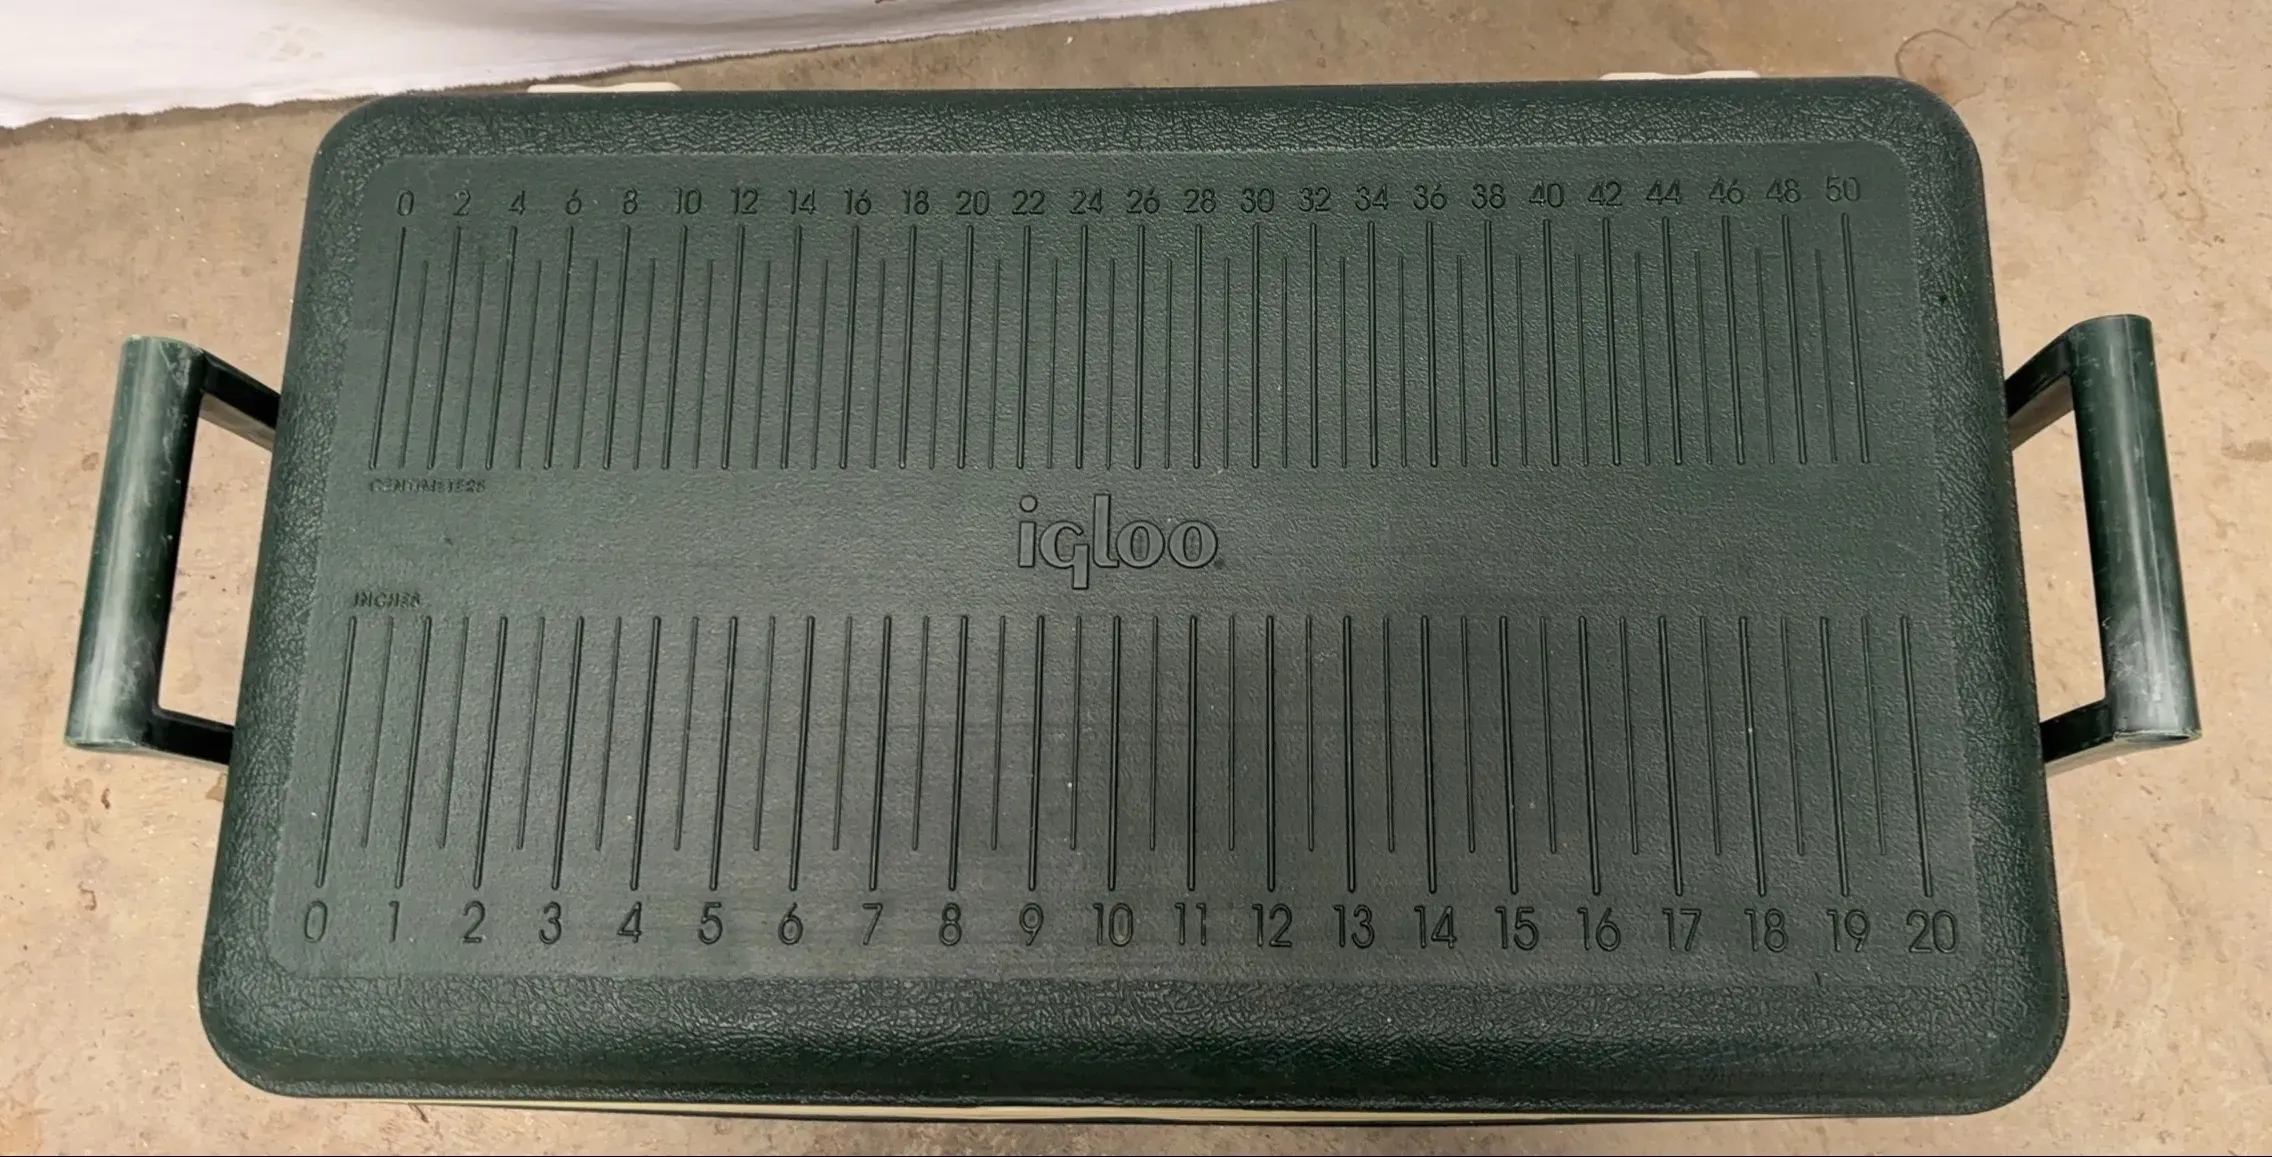 0 2 4 6 8 10 12 14 16 18 20 22 24 26 28 30 32 34 36 38 40 42 44 46 48 50
CENTIMETERS
igloo
INCHES
0 1 2 3 4 5 6 7 8 9 10 11 12 13 14 15 16 17 18 19 20